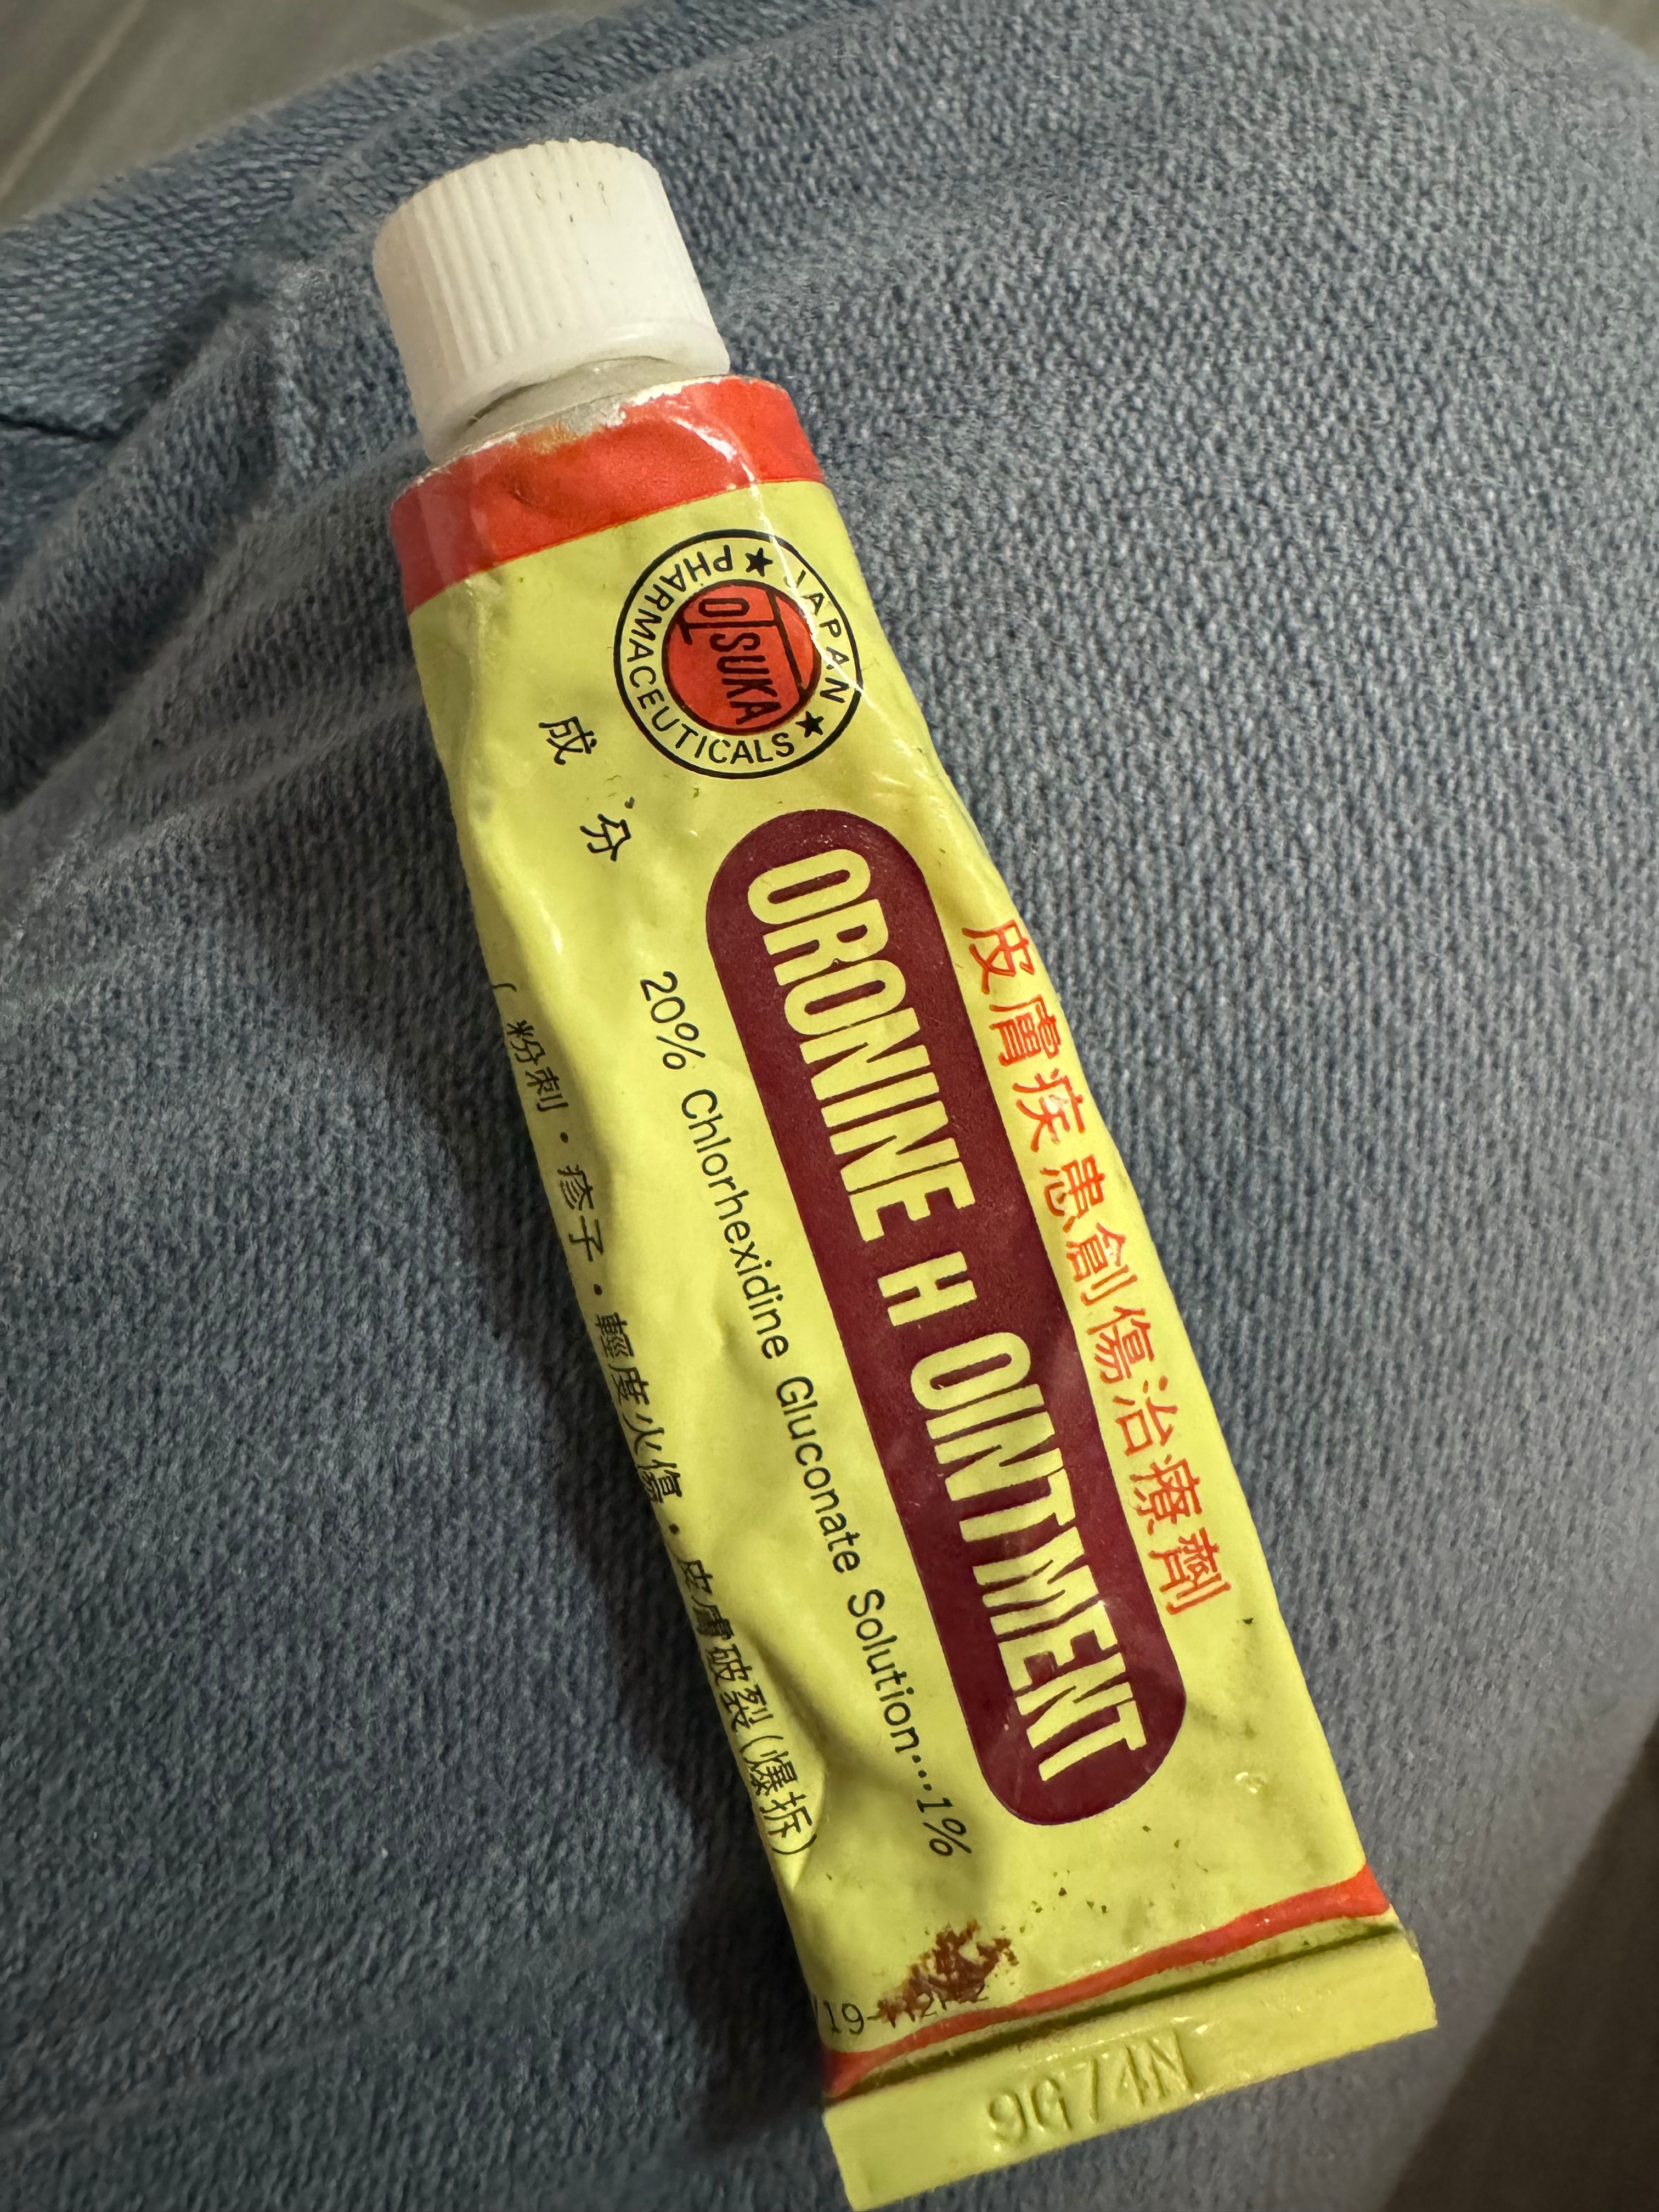 ★ JAPAN ★ PHARMACEUTICALS
OTSUKA
皮膚疾患創傷治療劑
ORONINE H OINTMENT
成分
20% Chlorhexidine Gluconate Solution····1%
(粉刺・疹子・輕度火傷・皮膚破裂(爆拆)
9G74N